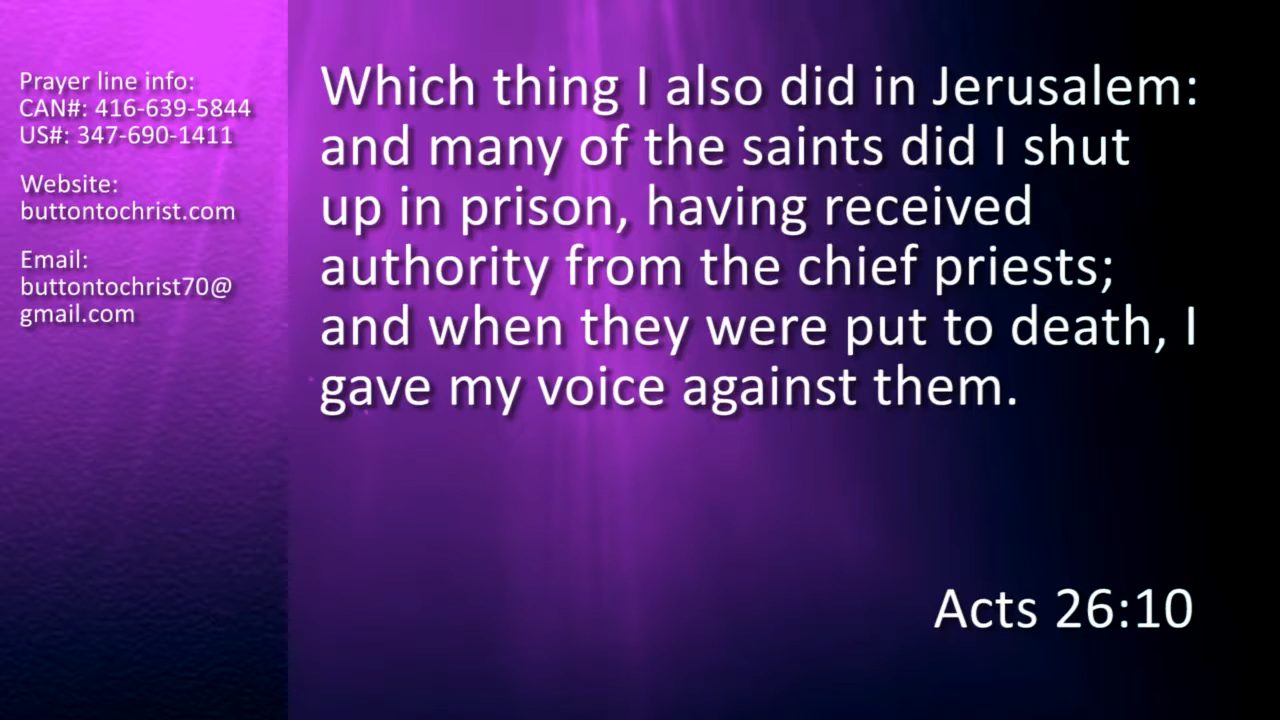 Prayer line info:
CAN#: 416-639-5844
US#: 347-690-1411
Website:
buttontochrist.com
Email:
buttontochrist70@
gmail.com
Which thing I also did in Jerusalem:
and many of the saints did I shut
up in prison, having received
authority from the chief priests;
and when they were put to death, I
gave my voice against them.
Acts 26:10